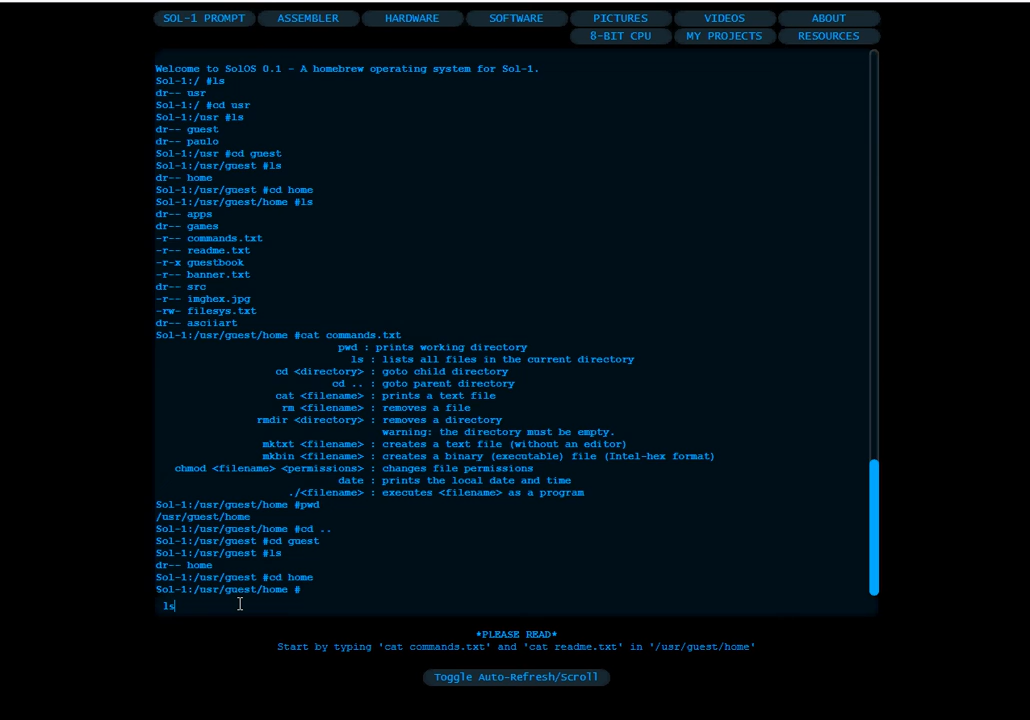 SOL-1 PROMPT ASSEMBLER HARDWARE SOFTWARE PICTURES VIDEOS ABOUT
8-BIT CPU MY PROJECTS RESOURCES
Welcome to SolOS 0.1 - A homebrew operating system for Sol-1.
Sol-1:/ #ls
dr-- usr
Sol-1:/ #cd usr
Sol-1:/usr #ls
dr-- guest
dr-- paulo
Sol-1:/usr #cd guest
Sol-1:/usr/guest #ls
dr-- home
Sol-1:/usr/guest #cd home
Sol-1:/usr/guest/home #ls
dr-- apps
dr-- games
-r-- commands.txt
-r-- readme.txt
-r-x guestbook
-r-- banner.txt
dr-- src
-r-- imghex.jpg
-rw- filesys.txt
dr-- asciiart
Sol-1:/usr/guest/home #cat commands.txt
pwd : prints working directory
ls : lists all files in the current directory
cd <directory> : goto child directory
cd .. : goto parent directory
cat <filename> : prints a text file
rm <filename> : removes a file
rmdir <directory> : removes a directory
warning: the directory must be empty.
mktxt <filename> : creates a text file (without an editor)
mkbin <filename> : creates a binary (executable) file (Intel-hex format)
chmod <filename> <permissions> : changes file permissions
date : prints the local date and time
./<filename> : executes <filename> as a program
Sol-1:/usr/guest/home #pwd
/usr/guest/home
Sol-1:/usr/guest/home #cd ..
Sol-1:/usr/guest #cd guest
Sol-1:/usr/guest #ls
dr-- home
Sol-1:/usr/guest #cd home
Sol-1:/usr/guest/home #
ls
*PLEASE READ*
Start by typing 'cat commands.txt' and 'cat readme.txt' in '/usr/guest/home'
Toggle Auto-Refresh/Scroll